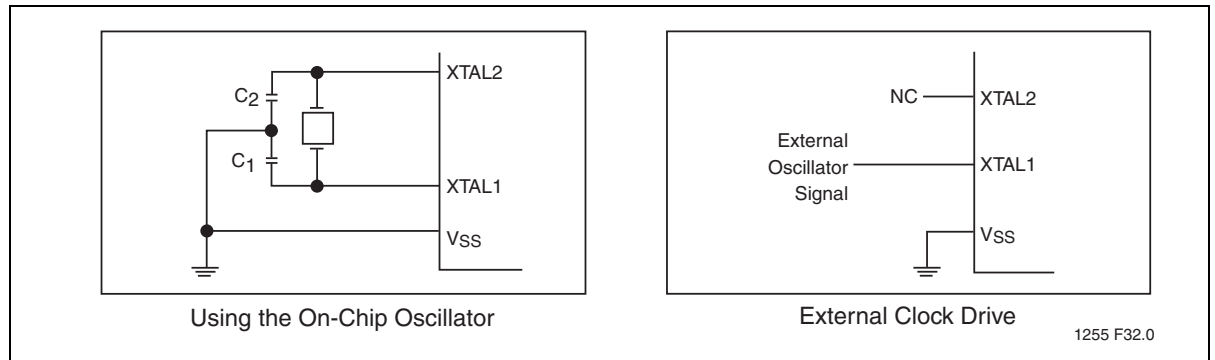 XTAL2
C2
C1
XTAL1
VSS
Using the On-Chip Oscillator
NC
XTAL2
External
Oscillator
Signal
XTAL1
VSS
External Clock Drive
1255 F32.0